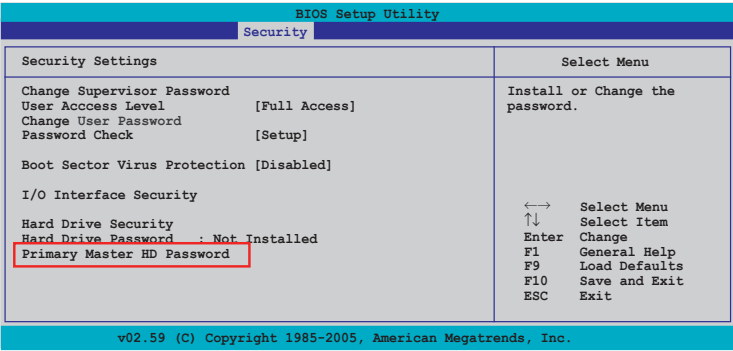 BIOS Setup Utility
Security
Security Settings
Change Supervisor Password
User Acccess Level [Full Access]
Change User Password
Password Check [Setup]
Boot Sector Virus Protection [Disabled]
I/O Interface Security
Hard Drive Security
Hard Drive Password : Not Installed
Primary Master HD Password
Select Menu
Install or Change the
password.
←→ Select Menu
↑↓ Select Item
Enter Change
F1 General Help
F9 Load Defaults
F10 Save and Exit
ESC Exit
v02.59 (C) Copyright 1985-2005, American Megatrends, Inc.